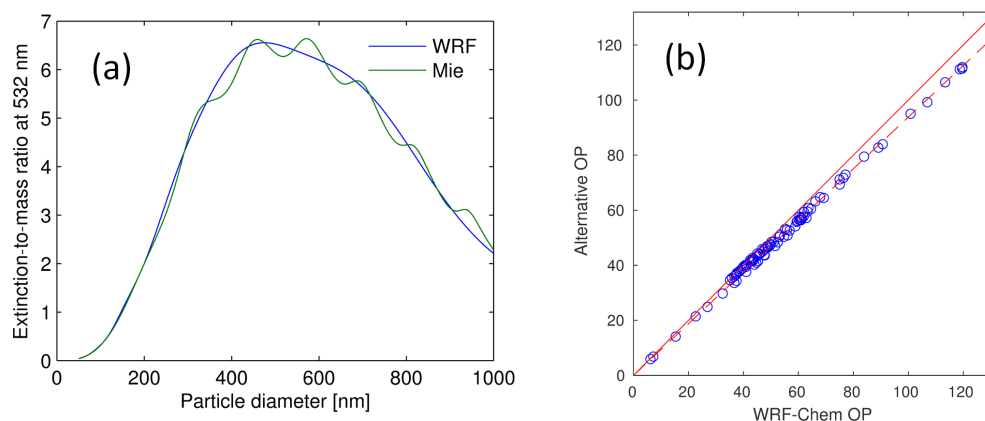 (a)
WRF
Mie
Extinction-to-mass ratio at 532 nm
7
6
5
4
3
2
1
0
0 200 400 600 800 1000
Particle diameter [nm]
(b)
Alternative OP
120
100
80
60
40
20
0
0 20 40 60 80 100 120
WRF-Chem OP